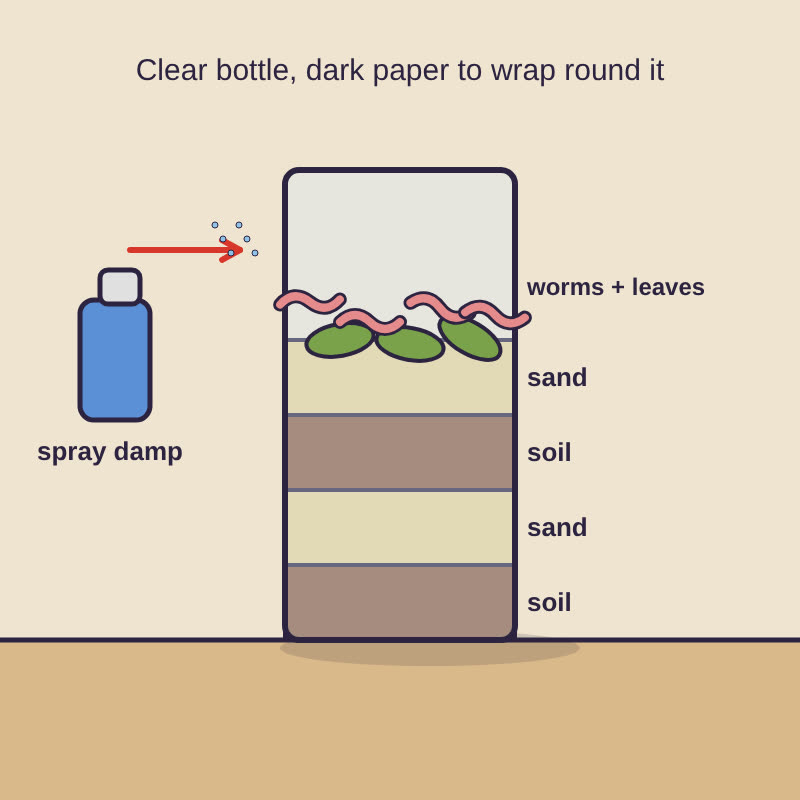 Clear bottle, dark paper to wrap round it
worms + leaves
sand
soil
spray damp
sand
soil